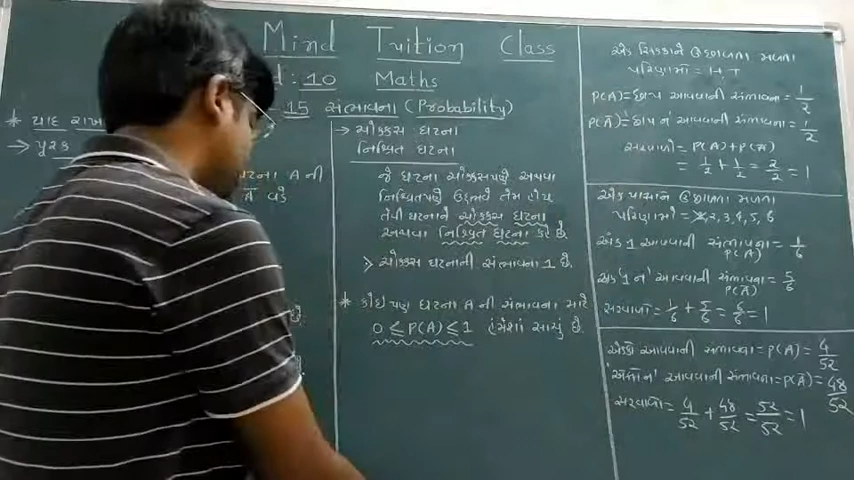 Mind Tuition Class
: 10 Maths
15 સંભાવના (Probability)
* યાદ રાખ
→ પૂરક
ઘટના A ની
→ ચોક્કસ ઘટના
નિશ્ચિત ઘટના
જે ઘટના ચોક્કસપણે અથવા
નિશ્ચિતપણે ઉદ્દભવે તેમ હોય
તેવી ઘટનાને ચોક્કસ ઘટના
અથવા નિશ્ચિત ઘટના કહે છે.
> ચોક્કસ ઘટનાની સંભાવના 1 છે.
* કોઈ પણ ઘટના A ની સંભાવના માટે
0 ≤ P(A) ≤ 1 હંમેશાં સાચું છે.
એક સિક્કાને ઉછાળતા મળતા
પરિણામો = H, T
P(A) = છાપ આવવાની સંભાવના = 1/2
P(Ā) = છાપ ન આવવાની સંભાવના = 1/2
સરવાળો = P(A) + P(Ā)
= 1/2 + 1/2 = 2/2 = 1
એક પાસાને ઉછાળતા મળતા
પરિણામો = 1, 2, 3, 4, 5, 6
અંક 1 આવવાની સંભાવના = 1/6
P(A)
અંક '1 ન' આવવાની સંભાવના = 5/6
P(Ā)
સરવાળો = 1/6 + 5/6 = 6/6 = 1
એક્કો આવવાની સંભાવના = P(A) = 4/52
'એક્કો ન' આવવાની સંભાવના = P(Ā) = 48/52
સરવાળો = 4/52 + 48/52 = 52/52 = 1